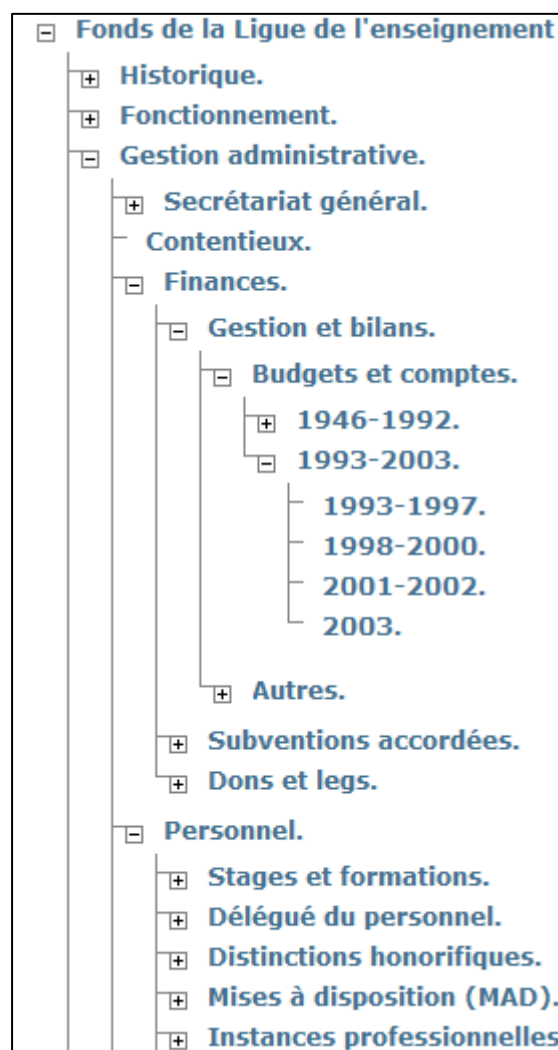 Fonds de la Ligue de l'enseignement
Historique.
Fonctionnement.
Gestion administrative.
Secrétariat général.
Contentieux.
Finances.
Gestion et bilans.
Budgets et comptes.
1946-1992.
1993-2003.
1993-1997.
1998-2000.
2001-2002.
2003.
Autres.
Subventions accordées.
Dons et legs.
Personnel.
Stages et formations.
Délégué du personnel.
Distinctions honorifiques.
Mises à disposition (MAD).
Instances professionnelles